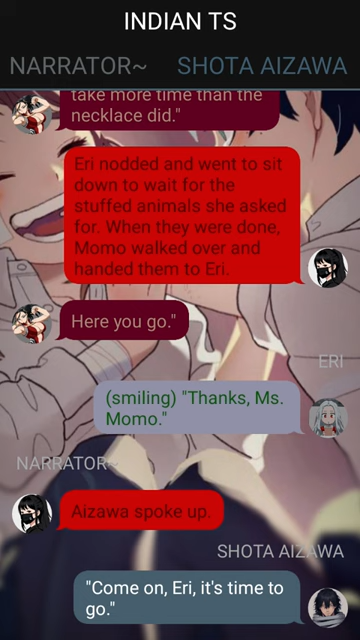 INDIAN TS
NARRATOR~ SHOTA AIZAWA
take more time than the
necklace did."
Eri nodded and went to sit
down to wait for the
stuffed animals she asked
for. When they were done,
Momo walked over and
handed them to Eri.
Here you go."
ERI
(smiling) "Thanks, Ms.
Momo."
NARRATOR~
Aizawa spoke up.
SHOTA AIZAWA
"Come on, Eri, it's time to
go."